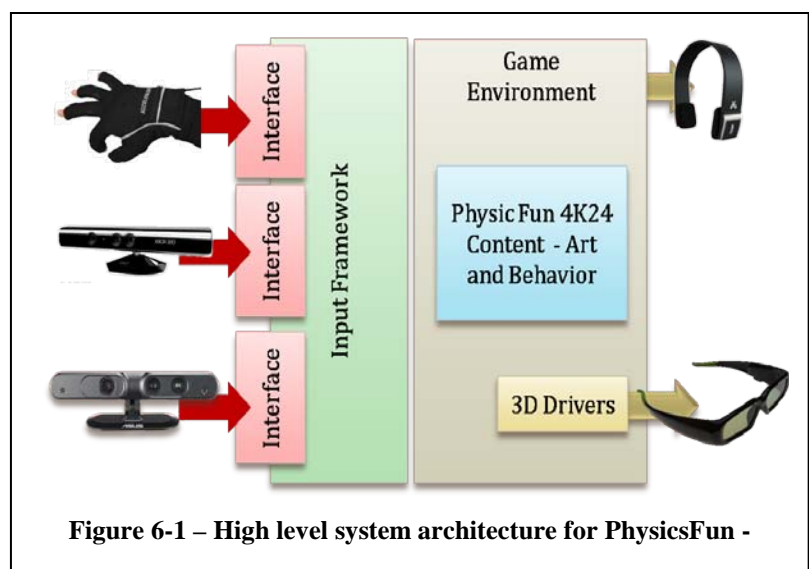 Interface
Interface
Interface
Input Framework
Game
Environment
Physic Fun 4K24
Content - Art
and Behavior
3D Drivers
ASUS
Figure 6-1 – High level system architecture for PhysicsFun -